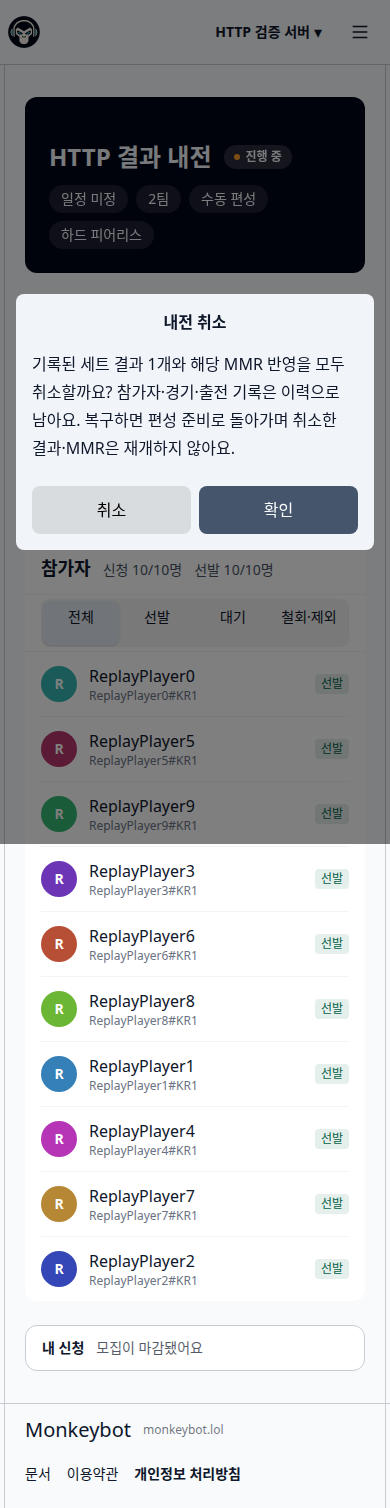 HTTP 검증 서버 ▾
HTTP 결과 내전 진행 중
일정 미정 2팀 수동 편성
하드 피어리스
내전 취소
기록된 세트 결과 1개와 해당 MMR 반영을 모두
취소할까요? 참가자·경기·출전 기록은 이력으로
남아요. 복구하면 편성 준비로 돌아가며 취소한
결과·MMR은 재개하지 않아요.
취소 확인
참가자 신청 10/10명 선발 10/10명
전체 선발 대기 철회·제외
R ReplayPlayer0 선발
ReplayPlayer0#KR1
R ReplayPlayer5 선발
ReplayPlayer5#KR1
R ReplayPlayer9 선발
ReplayPlayer9#KR1
R ReplayPlayer3 선발
ReplayPlayer3#KR1
R ReplayPlayer6 선발
ReplayPlayer6#KR1
R ReplayPlayer8 선발
ReplayPlayer8#KR1
R ReplayPlayer1 선발
ReplayPlayer1#KR1
R ReplayPlayer4 선발
ReplayPlayer4#KR1
R ReplayPlayer7 선발
ReplayPlayer7#KR1
R ReplayPlayer2 선발
ReplayPlayer2#KR1
내 신청 모집이 마감됐어요
Monkeybot monkeybot.lol
문서 이용약관 개인정보 처리방침